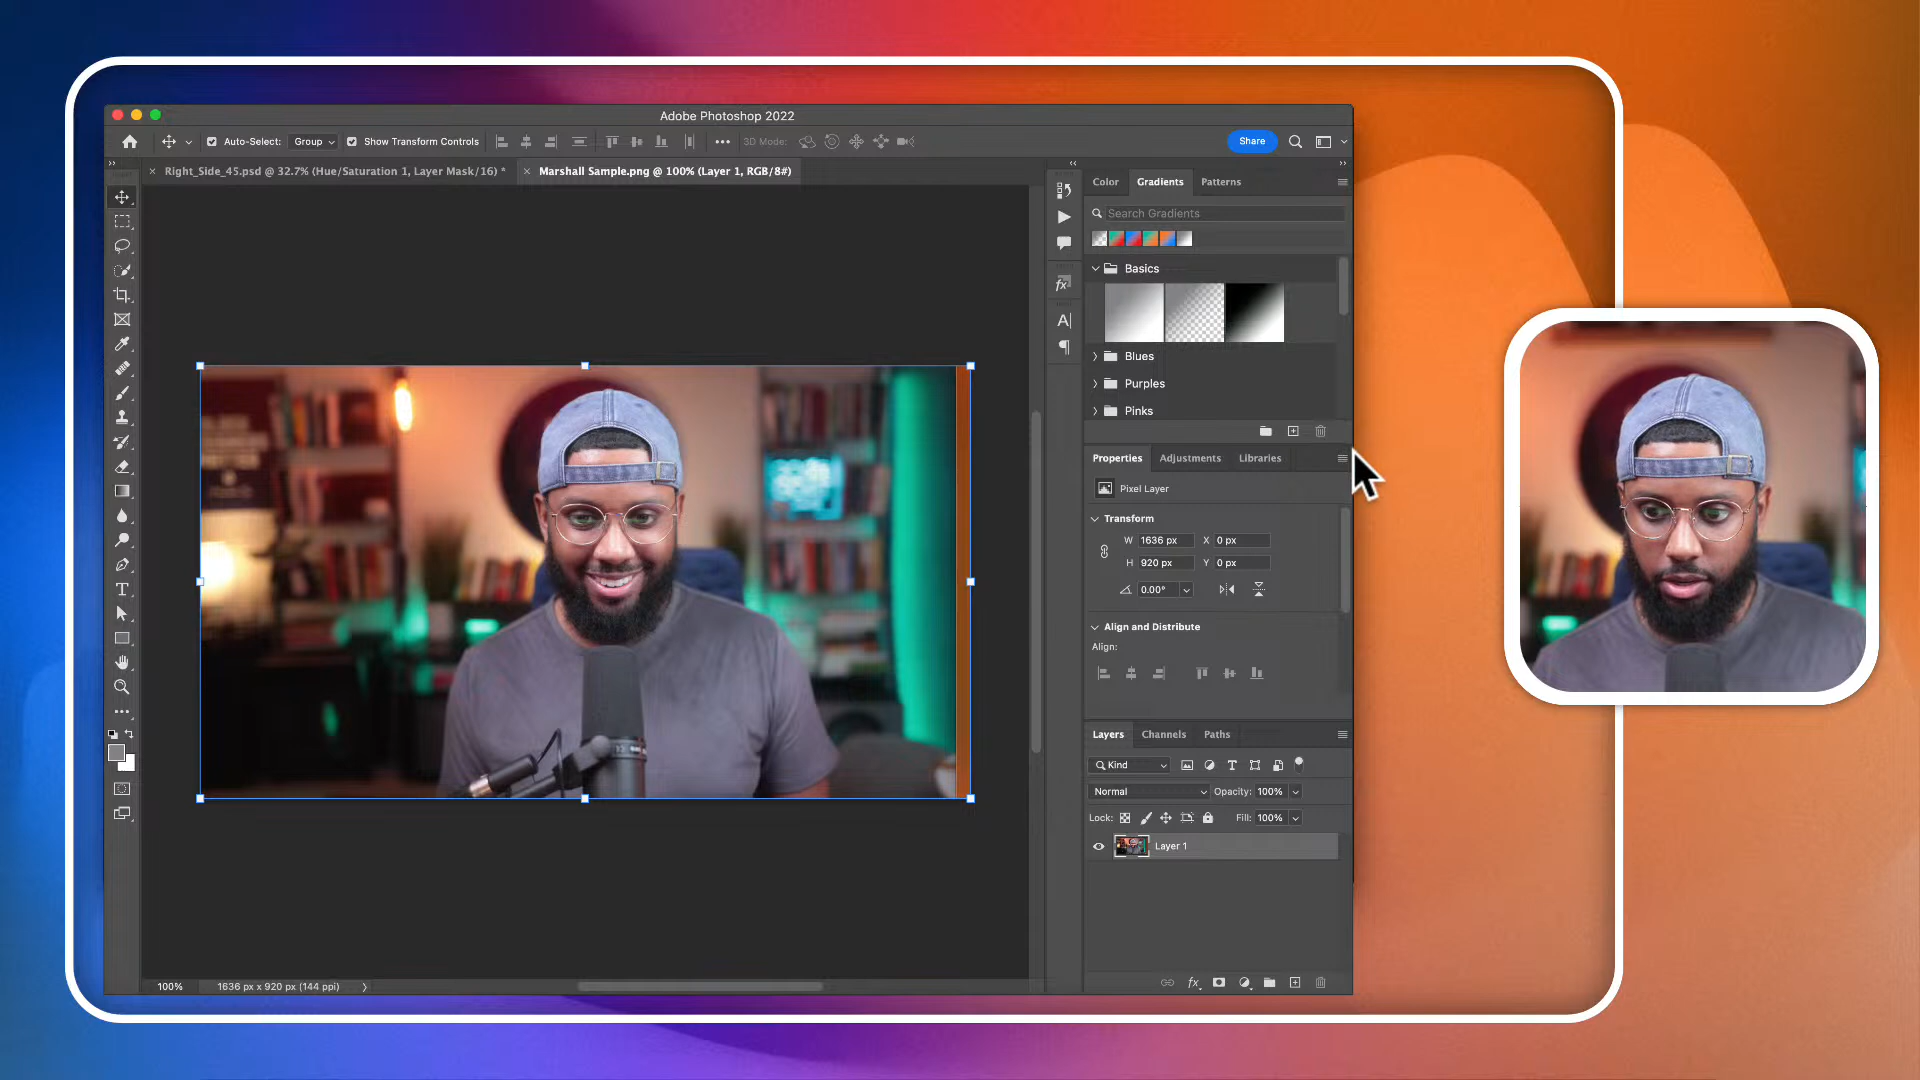 Adobe Photoshop 2022
Auto-Select: Group Show Transform Controls 3D Mode: Share
Right_Side_45.psd @ 32.7% (Hue/Saturation 1, Layer Mask/16) *
Marshall Sample.png @ 100% (Layer 1, RGB/8#)
Color Gradients Patterns
Search Gradients
Basics
Blues
Purples
Pinks
Properties Adjustments Libraries
Pixel Layer
Transform
W 1636 px X 0 px
H 920 px Y 0 px
0.00°
Align and Distribute
Align:
Layers Channels Paths
Kind
Normal Opacity: 100%
Lock: Fill: 100%
Layer 1
100% 1636 px x 920 px (144 ppi)